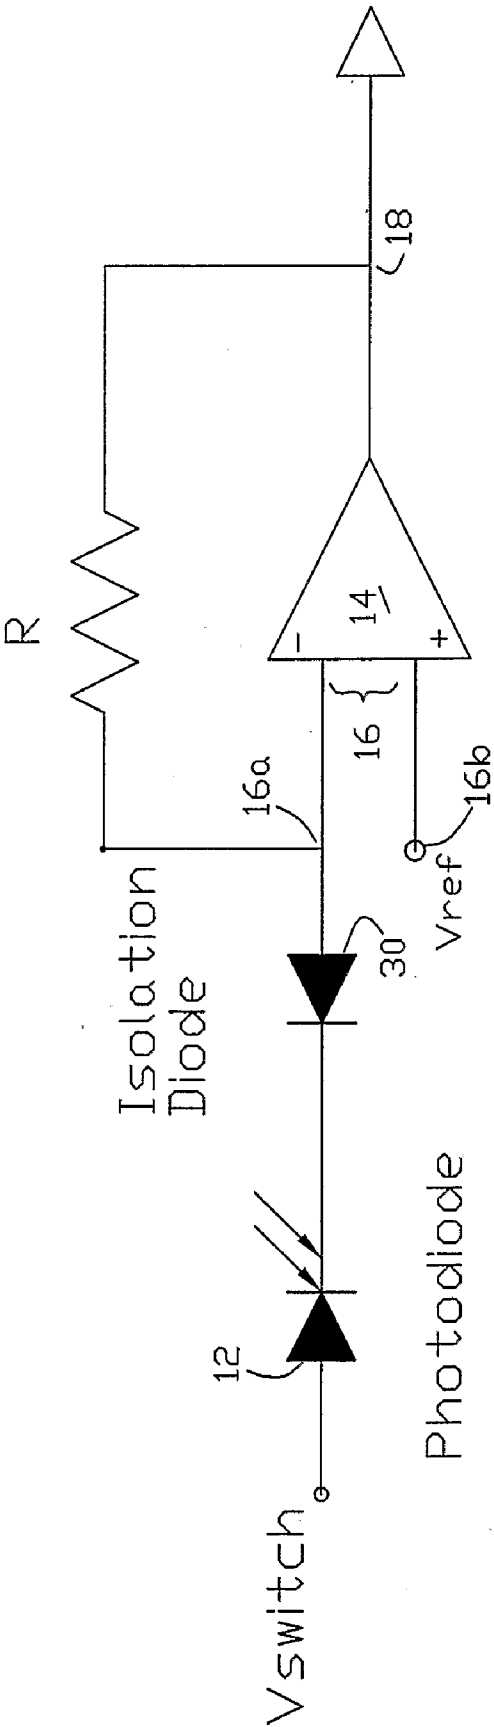 R
Isolation
Diode
16a
18
14
-
+
16
16b
Vref
30
12
Photodiode
Vswitch